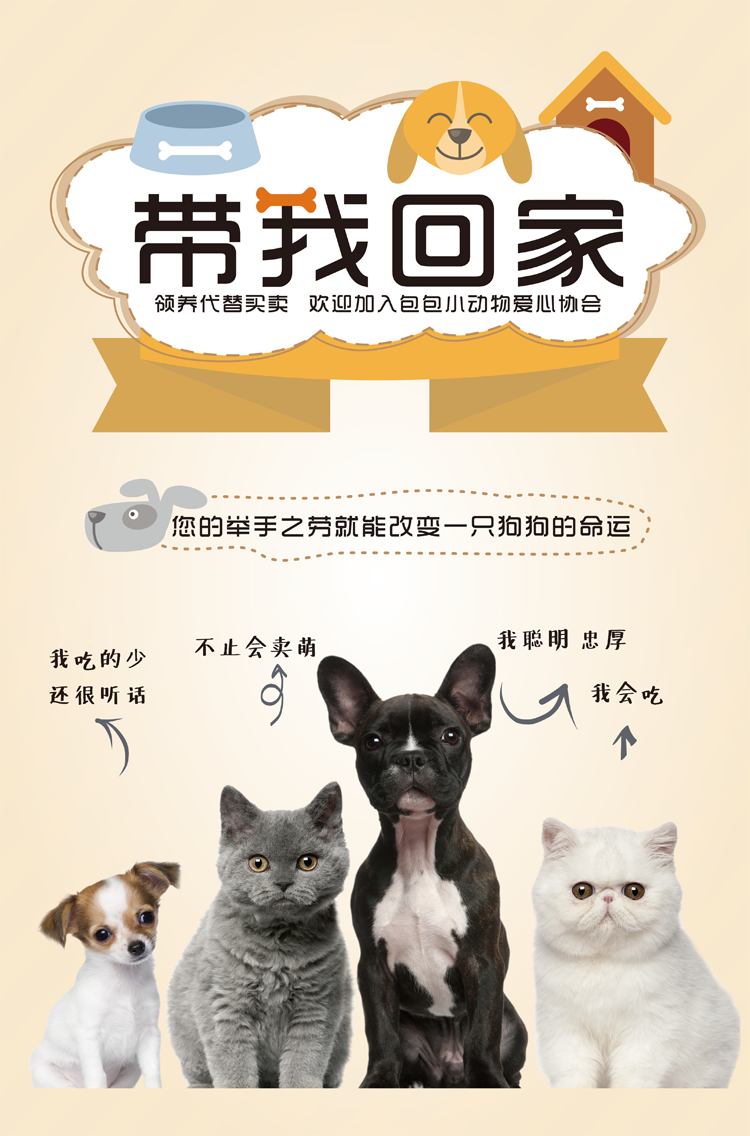 带我回家
领养代替买卖 欢迎加入包包小动物爱心协会
您的举手之劳就能改变一只狗狗的命运
我吃的少
还很听话
不止会卖萌
我聪明 忠厚
我会吃